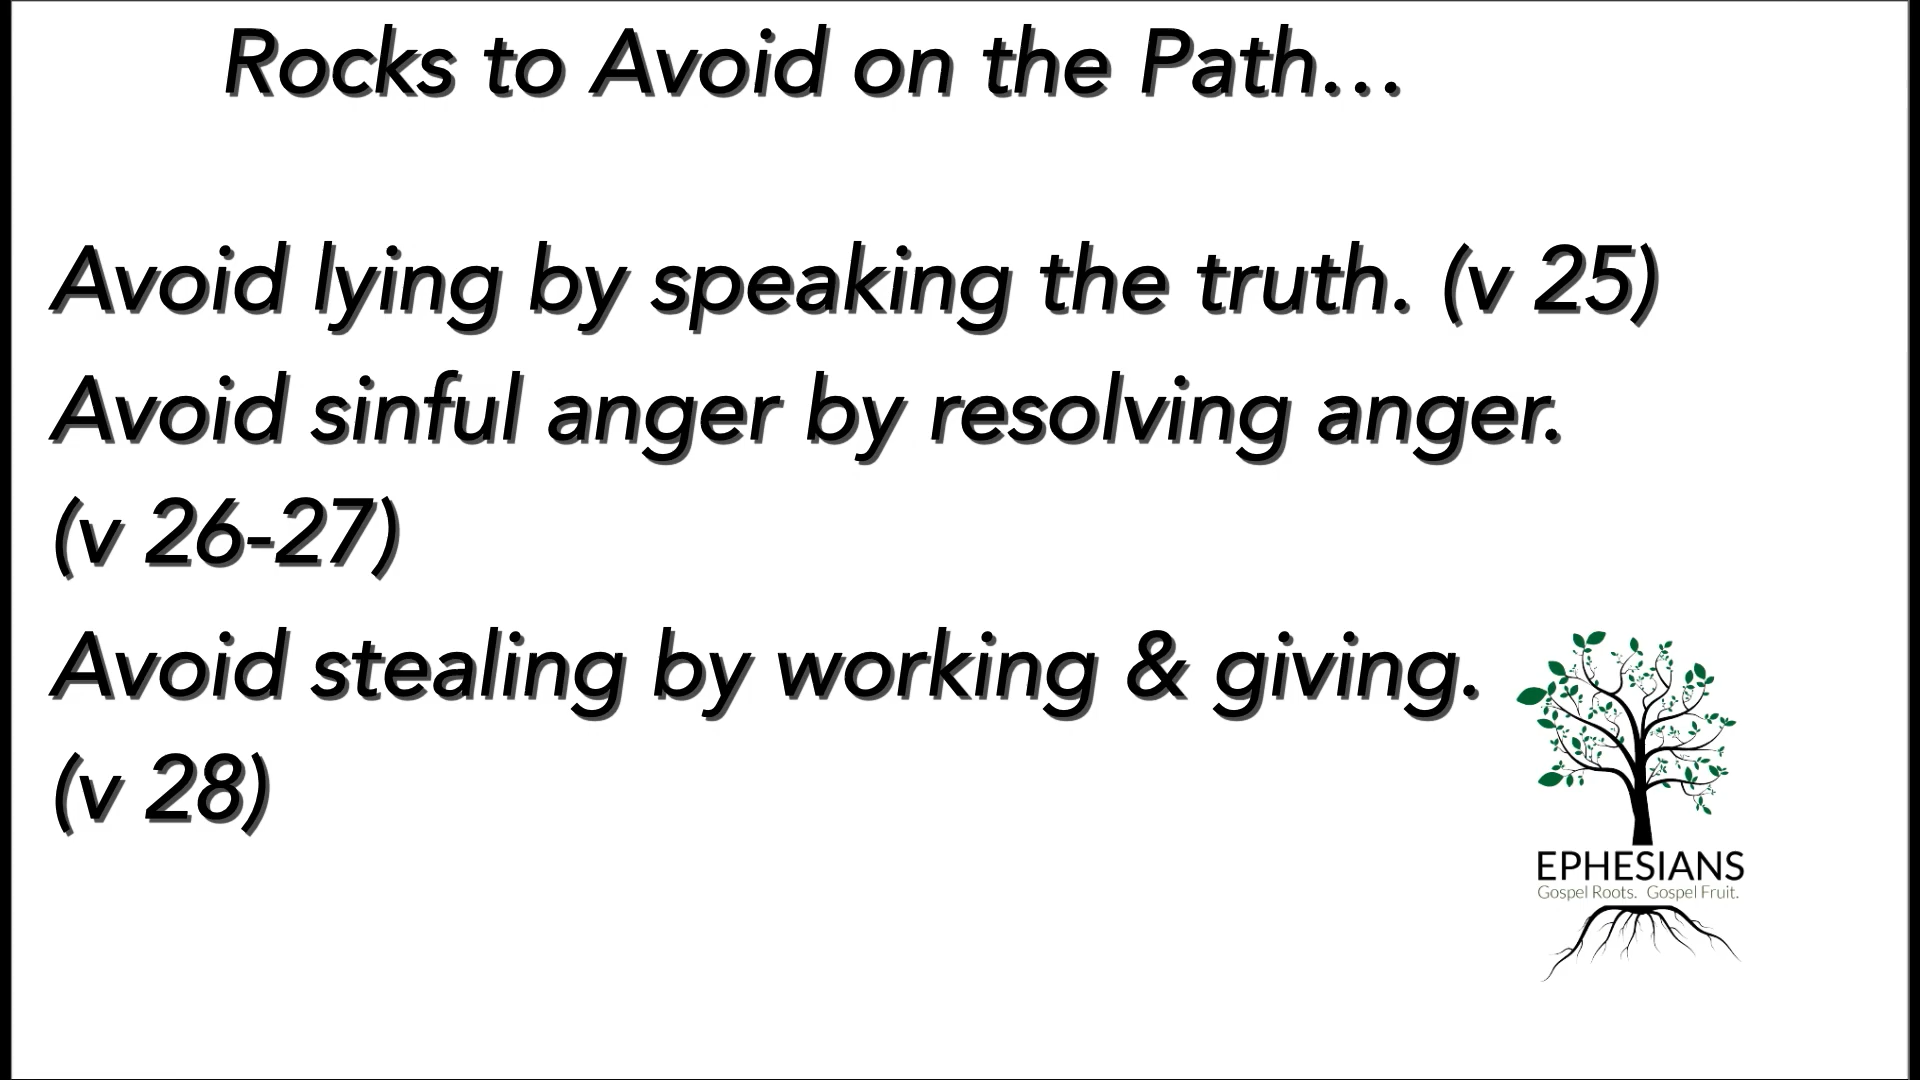 Rocks to Avoid on the Path...
Avoid lying by speaking the truth. (v 25)
Avoid sinful anger by resolving anger.
(v 26-27)
Avoid stealing by working & giving.
(v 28)
EPHESIANS
Gospel Roots. Gospel Fruit.